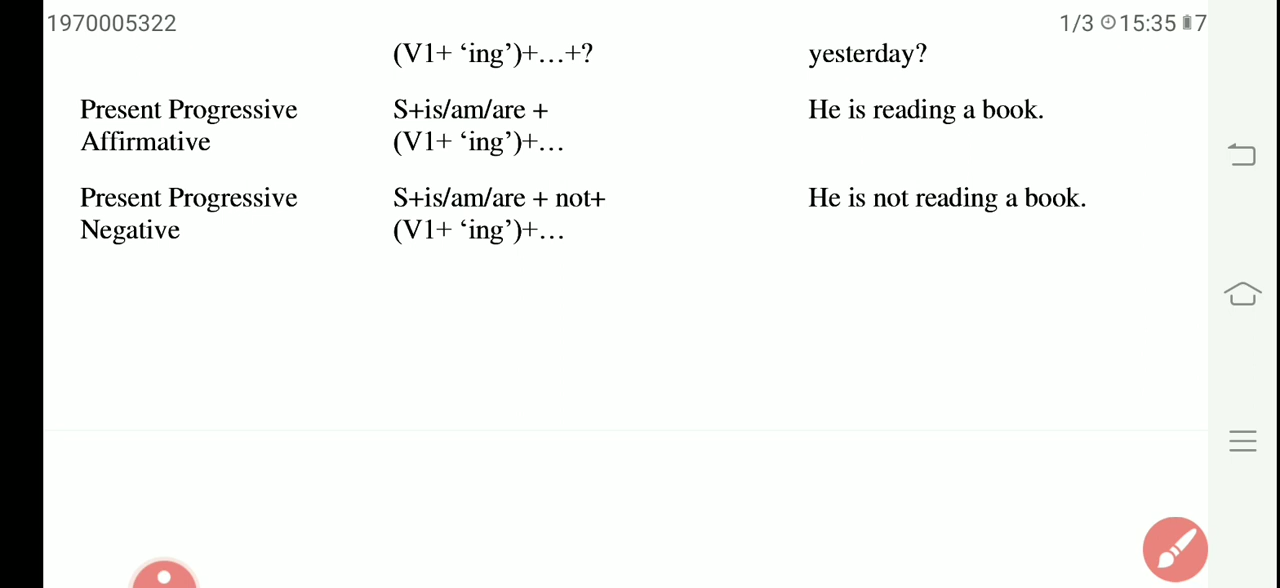 1970005322 1/3 15:35 7
(V1+ ‘ing’)+…+? yesterday?
Present Progressive S+is/am/are + He is reading a book.
Affirmative (V1+ ‘ing’)+…
Present Progressive S+is/am/are + not+ He is not reading a book.
Negative (V1+ ‘ing’)+…